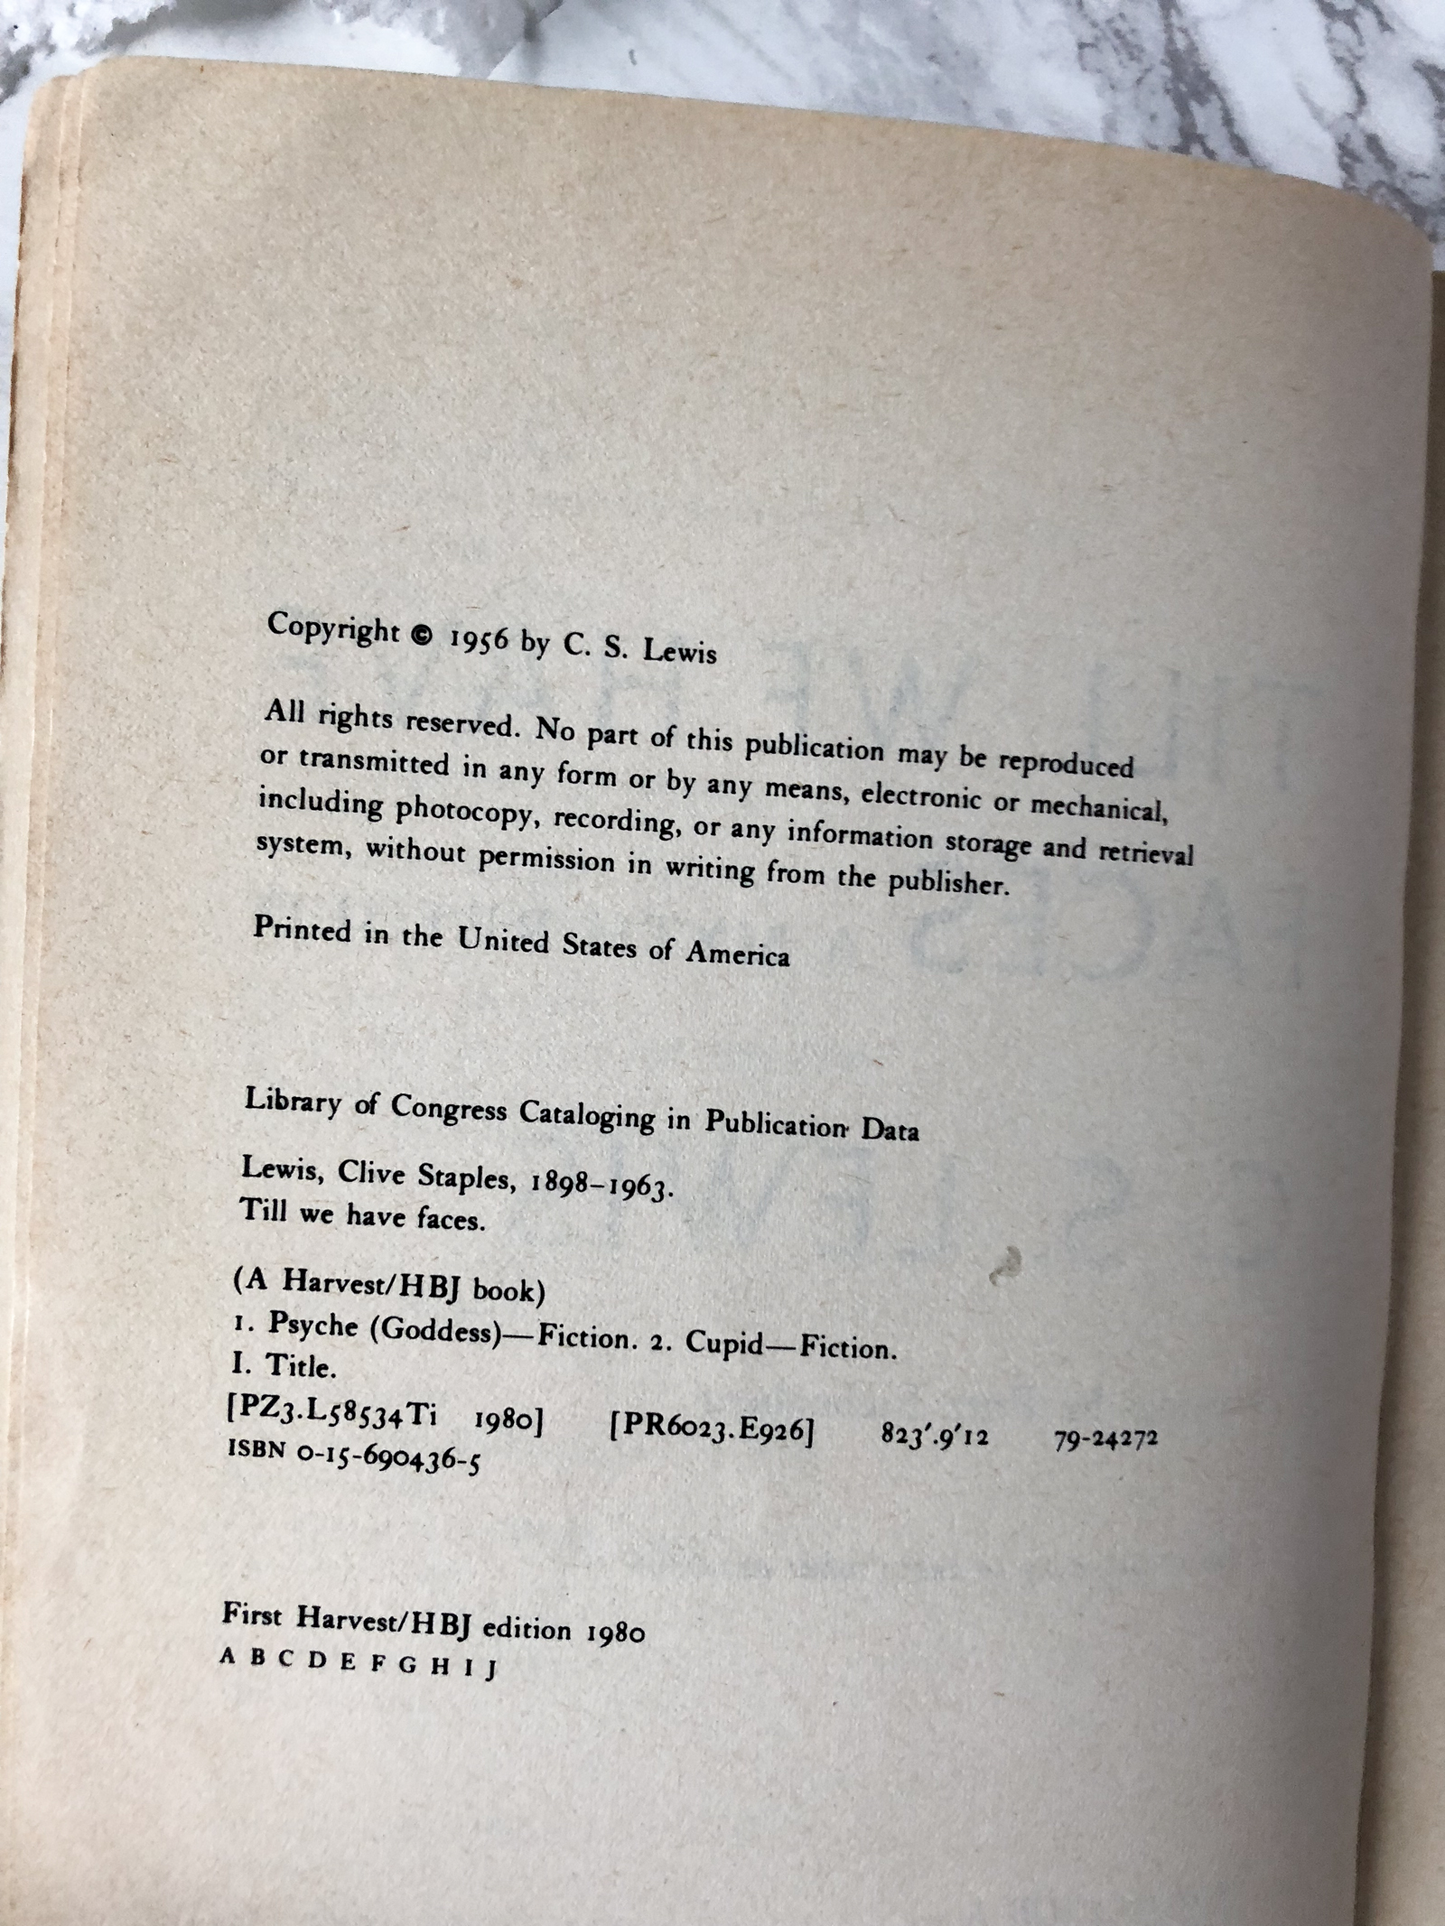 Copyright © 1956 by C. S. Lewis
All rights reserved. No part of this publication may be reproduced
or transmitted in any form or by any means, electronic or mechanical,
including photocopy, recording, or any information storage and retrieval
system, without permission in writing from the publisher.
Printed in the United States of America
Library of Congress Cataloging in Publication Data
Lewis, Clive Staples, 1898–1963.
Till we have faces.
(A Harvest/HBJ book)
1. Psyche (Goddess)—Fiction. 2. Cupid—Fiction.
I. Title.
[PZ3.L58534Ti 1980] [PR6023.E926] 823′.9′12 79-24272
ISBN 0-15-690436-5
First Harvest/HBJ edition 1980
A B C D E F G H I J